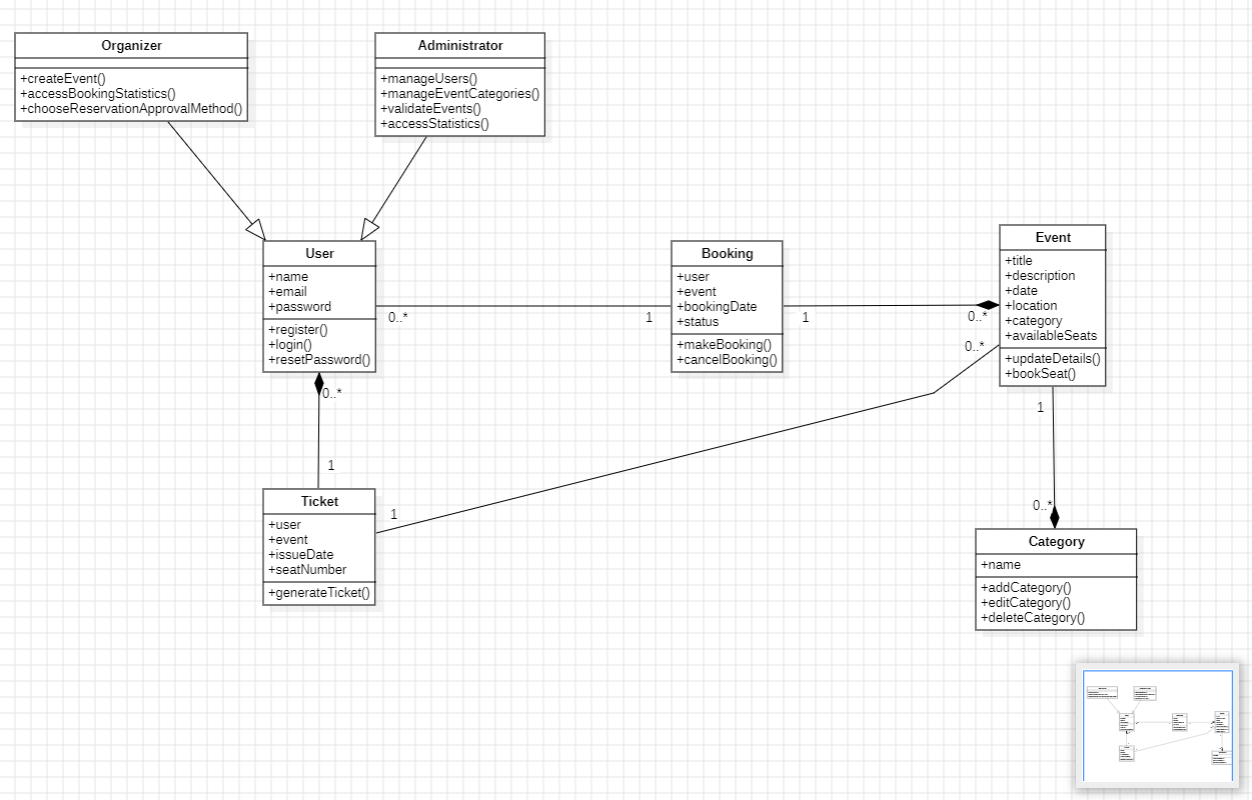 Organizer
+createEvent()
+accessBookingStatistics()
+chooseReservationApprovalMethod()
Administrator
+manageUsers()
+manageEventCategories()
+validateEvents()
+accessStatistics()
User
+name
+email
+password
+register()
+login()
+resetPassword()
0..*
1
Booking
+user
+event
+bookingDate
+status
+makeBooking()
+cancelBooking()
1
0..*
Event
+title
+description
+date
+location
+category
+availableSeats
+updateDetails()
+bookSeat()
0..*
0..*
1
1
Ticket
+user
+event
+issueDate
+seatNumber
+generateTicket()
1
0..*
Category
+name
+addCategory()
+editCategory()
+deleteCategory()